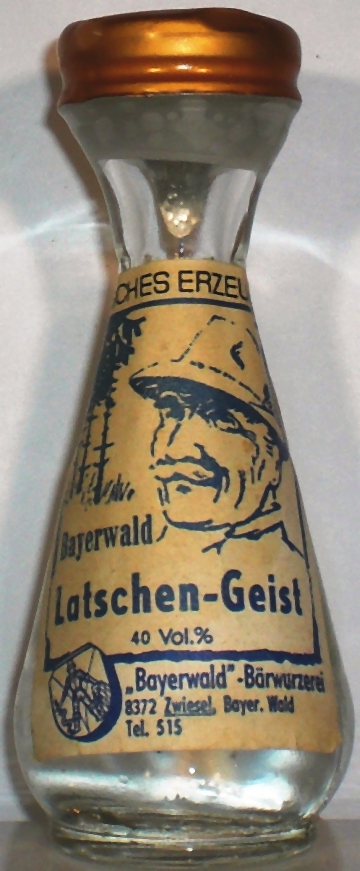 CHES ERZEU
Bayerwald
Latschen-Geist
40 Vol.%
„Bayerwald"-Bärwurzerei
8372 Zwiesel, Bayer. Wald
Tel. 515